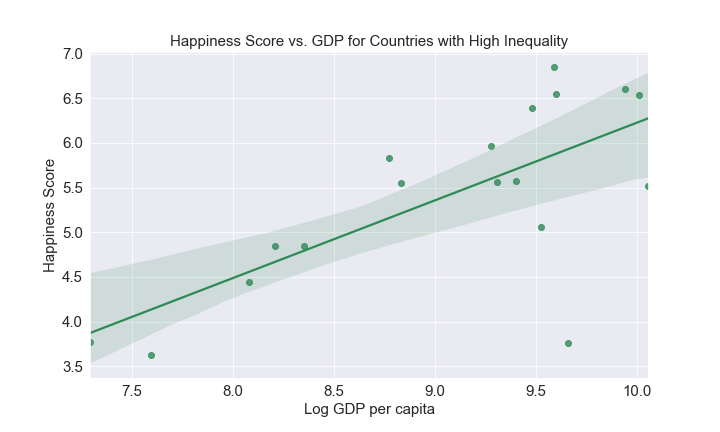 Happiness Score vs. GDP for Countries with High Inequality
7.0
6.5
6.0
5.5
5.0
4.5
4.0
3.5
Happiness Score
7.5 8.0 8.5 9.0 9.5 10.0
Log GDP per capita